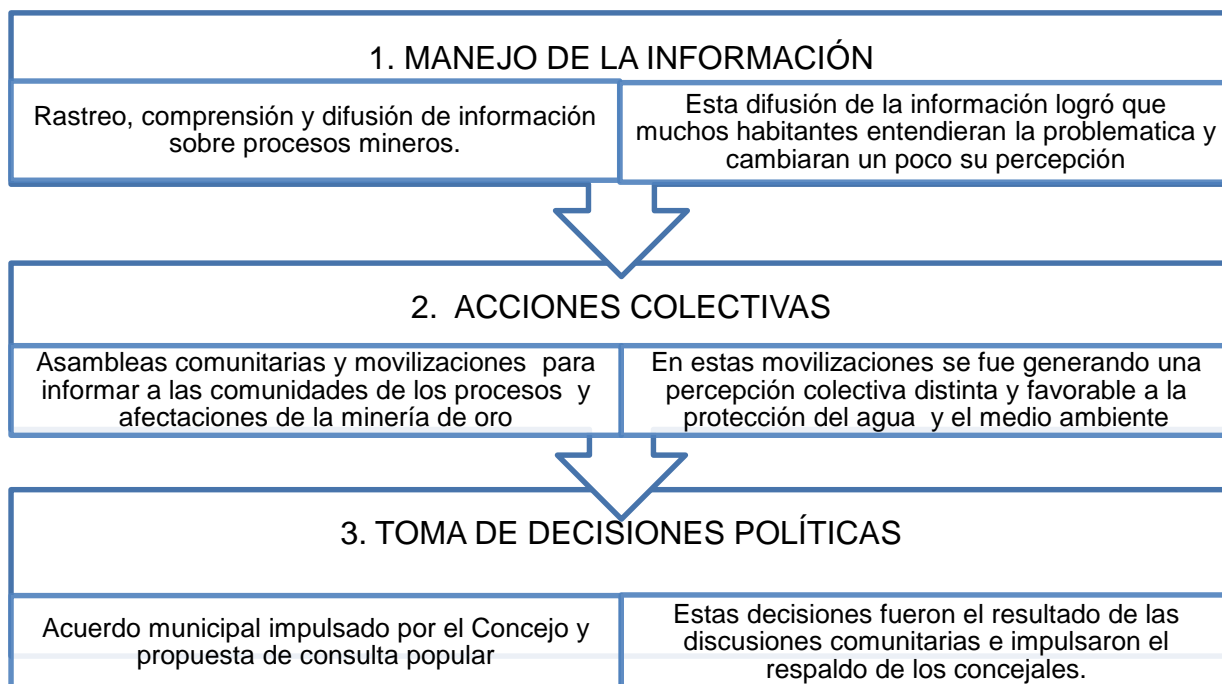 1. MANEJO DE LA INFORMACIÓN
Rastreo, comprensión y difusión de información
sobre procesos mineros.
Esta difusión de la información logró que
muchos habitantes entendieran la problematica y
cambiaran un poco su percepción
2. ACCIONES COLECTIVAS
Asambleas comunitarias y movilizaciones para
informar a las comunidades de los procesos y
afectaciones de la minería de oro
En estas movilizaciones se fue generando una
percepción colectiva distinta y favorable a la
protección del agua y el medio ambiente
3. TOMA DE DECISIONES POLÍTICAS
Acuerdo municipal impulsado por el Concejo y
propuesta de consulta popular
Estas decisiones fueron el resultado de las
discusiones comunitarias e impulsaron el
respaldo de los concejales.